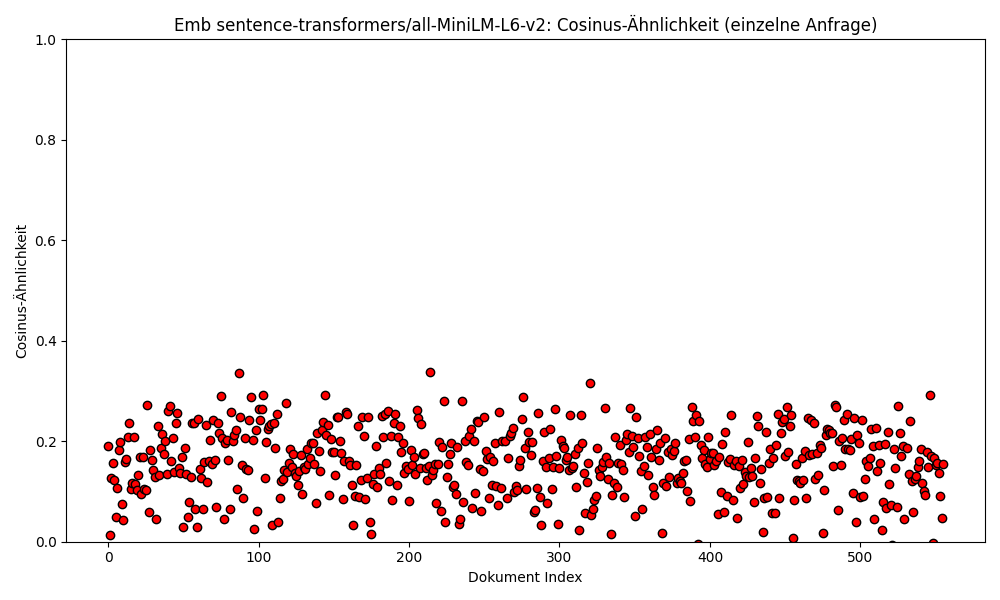 Emb sentence-transformers/all-MiniLM-L6-v2: Cosinus-Ähnlichkeit (einzelne Anfrage)
1.0
0.8
0.6
0.4
0.2
0.0
Cosinus-Ähnlichkeit
0 100 200 300 400 500
Dokument Index